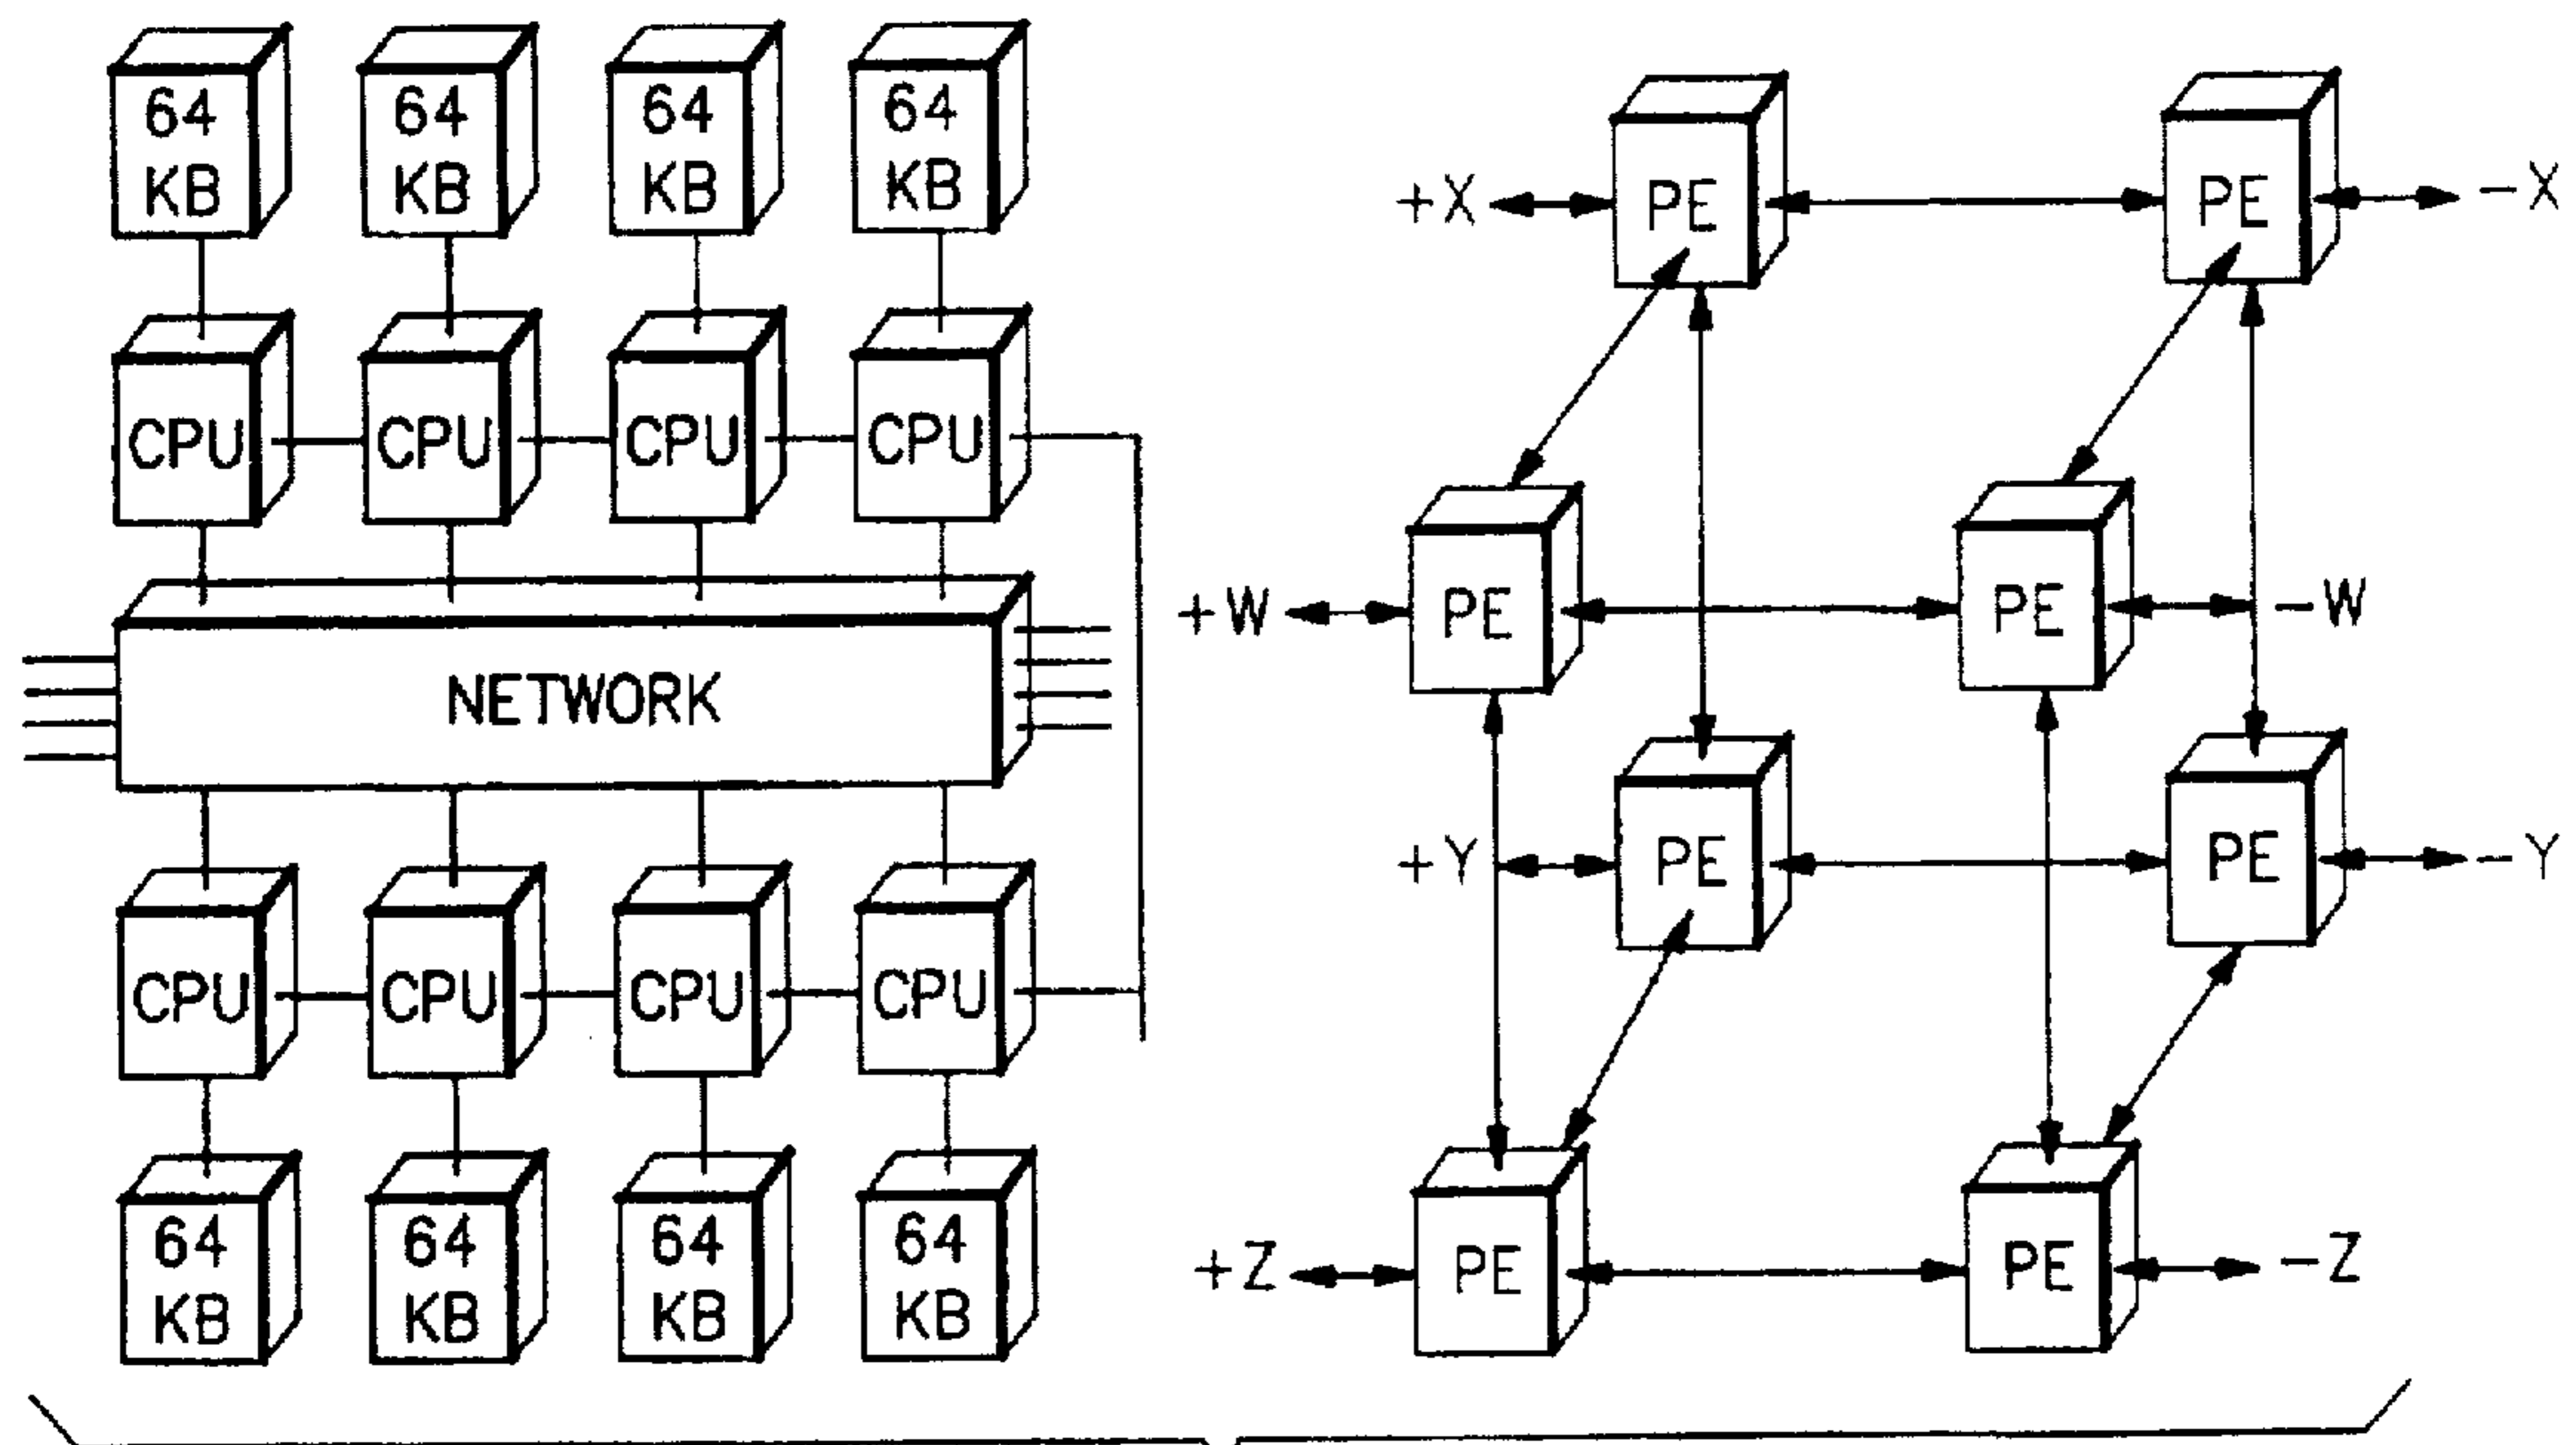 64 KB
64 KB
64 KB
64 KB
CPU
CPU
CPU
CPU
NETWORK
CPU
CPU
CPU
CPU
64 KB
64 KB
64 KB
64 KB
+X
PE
PE
-X
+W
PE
PE
-W
+Y
PE
PE
-Y
+Z
PE
PE
-Z